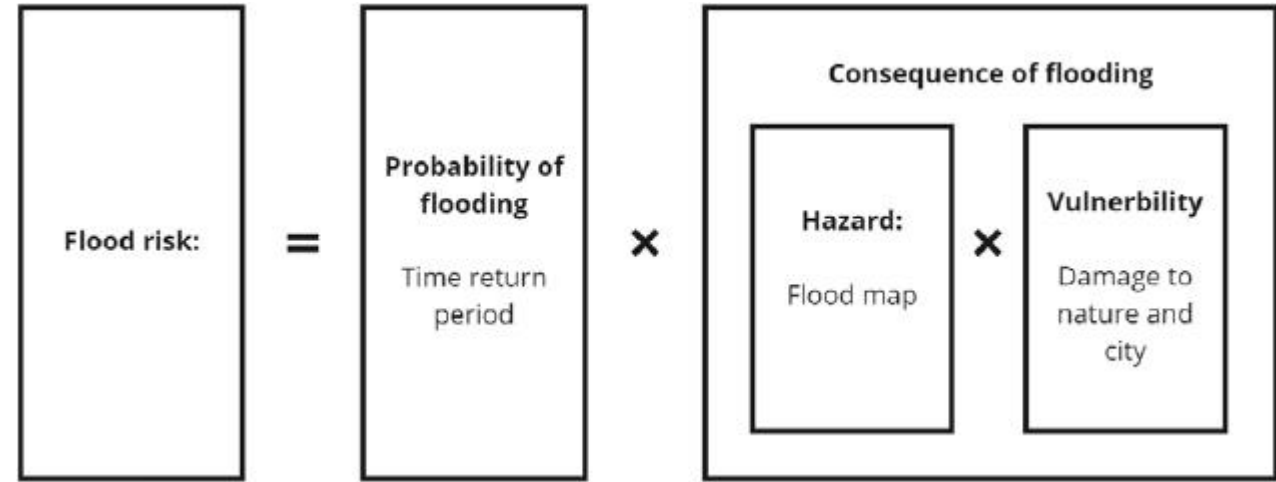 Flood risk:
=
Probability of
flooding
Time return
period
×
Consequence of flooding
Hazard:
Flood map
×
Vulnerbility
Damage to
nature and
city